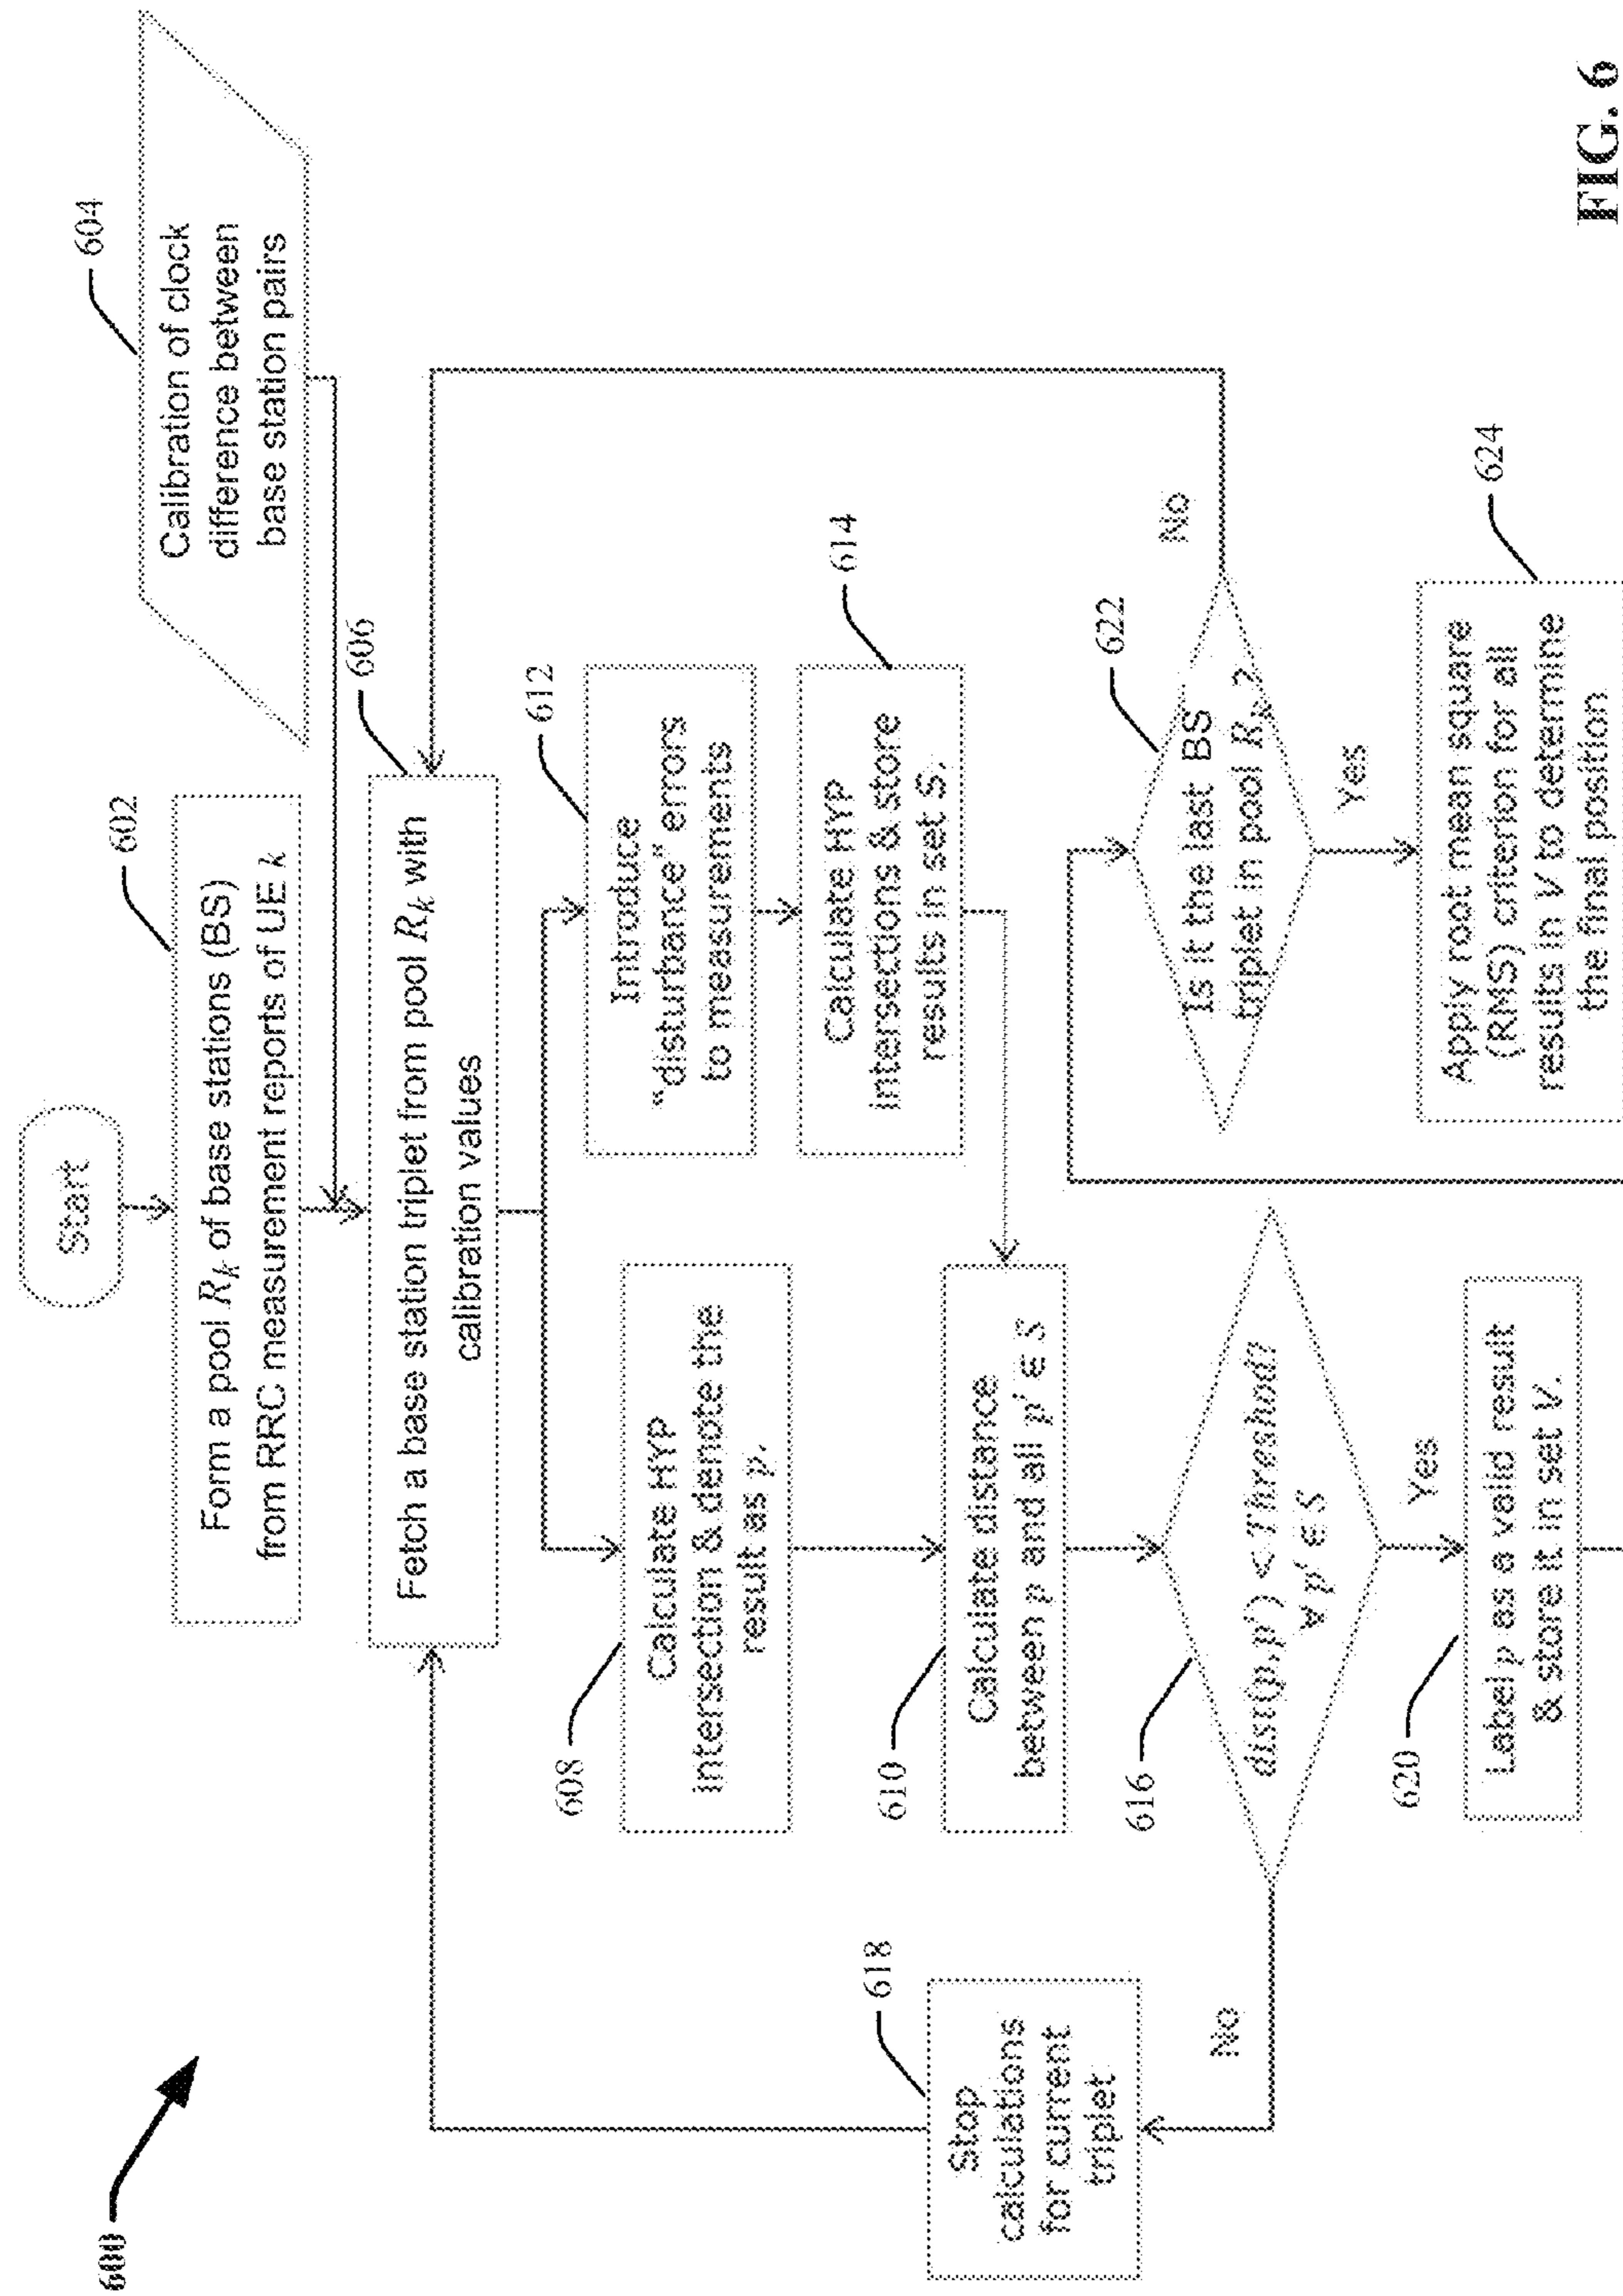 600
Start
602
Form a pool R_k of base stations (BS)
from RRC measurement reports of UE k
604
Calibration of clock
difference between
base station pairs
606
Fetch a base station triplet from pool R_k with
calibration values
608
Calculate HYP
intersection & denote the
result as p.
612
Introduce
"disturbance" errors
to measurements
614
Calculate HYP
intersections & store
results in set S.
610
Calculate distance
between p and all p' ∈ S
616
dist(p,p') < Threshod?
∀ p' ∈ S
No
Yes
618
Stop
calculations
for current
triplet
620
Label p as a valid result
& store it in set V.
622
Is it the last BS
triplet in pool R_k ?
No
Yes
624
Apply root mean square
(RMS) criterion for all
results in V to determine
the final position
FIG. 6